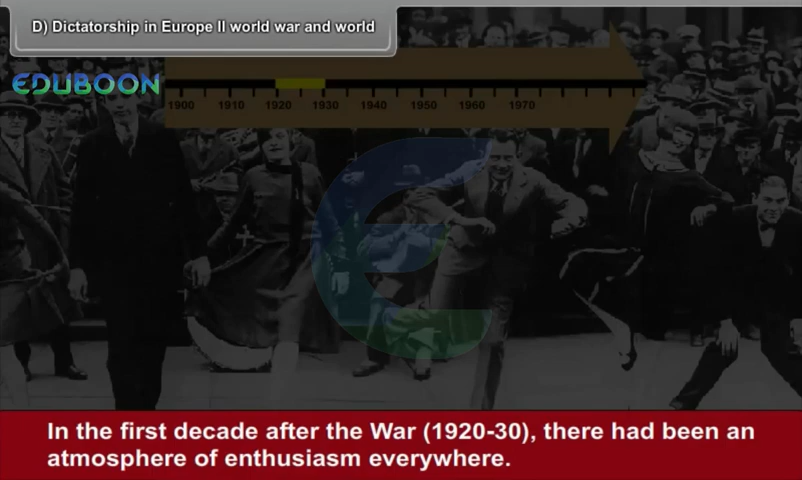 D) Dictatorship in Europe II world war and world
EDUBOON
1900 1910 1920 1930 1940 1950 1960 1970
In the first decade after the War (1920-30), there had been an
atmosphere of enthusiasm everywhere.